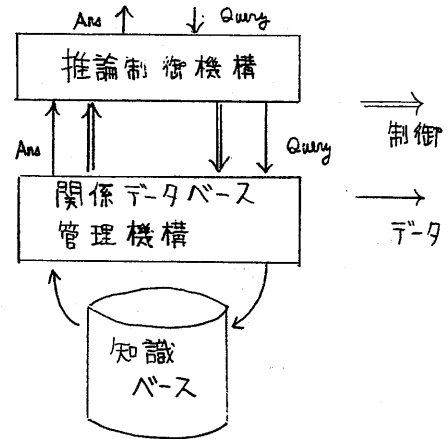 Ans Query
推論制御機構
制御
Ans Query
関係データベース
管理機構
データ
知識
ベース